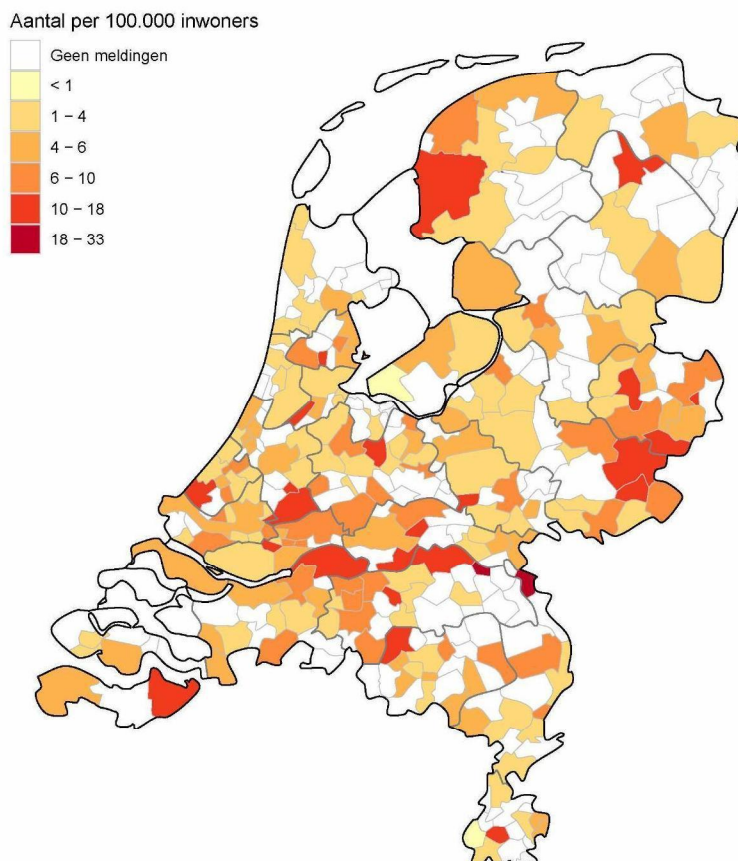 Aantal per 100.000 inwoners
Geen meldingen
< 1
1 − 4
4 − 6
6 − 10
10 − 18
18 − 33